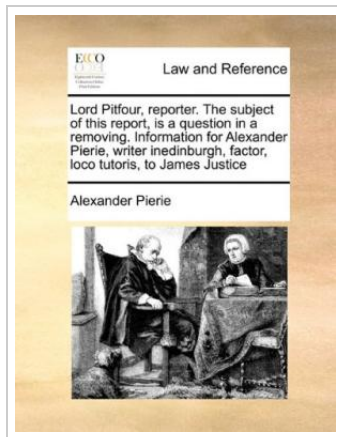 ECCO
Law and Reference
Lord Pitfour, reporter. The subject
of this report, is a question in a
removing. Information for Alexander
Pierie, writer inedinburgh, factor,
loco tutoris, to James Justice
Alexander Pierie